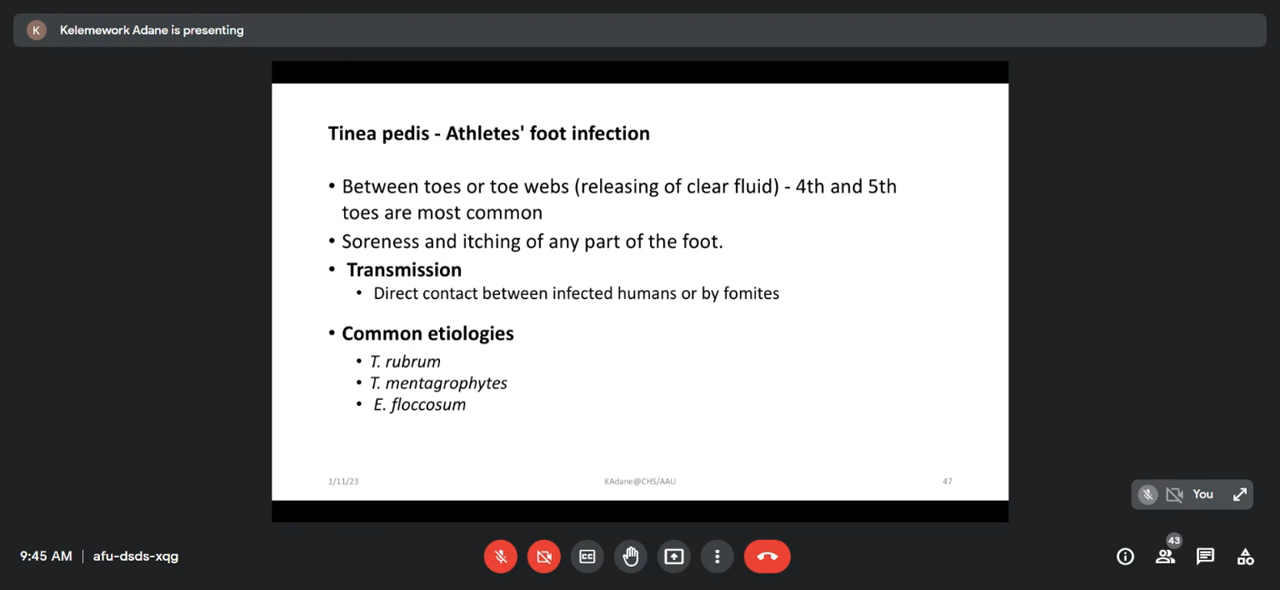 K Kelemework Adane is presenting
Tinea pedis - Athletes' foot infection
• Between toes or toe webs (releasing of clear fluid) - 4th and 5th
toes are most common
• Soreness and itching of any part of the foot.
• Transmission
• Direct contact between infected humans or by fomites
• Common etiologies
• T. rubrum
• T. mentagrophytes
• E. floccosum
1/11/23 KAdane@CHS/AAU 47
You
9:45 AM | afu-dsds-xqg
CC
43